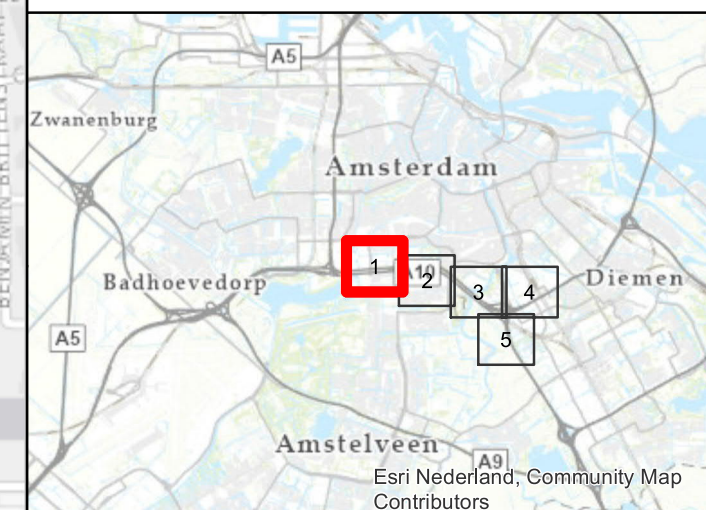 A5
Zwanenburg
Amsterdam
1
A10
2
Badhoevedorp
3
4
Diemen
A5
5
Amstelveen
A9
Esri Nederland, Community Map
Contributors